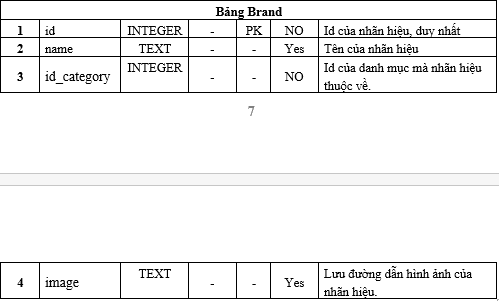 Bảng Brand
1 id INTEGER - PK NO Id của nhãn hiệu, duy nhất
2 name TEXT - - Yes Tên của nhãn hiệu
3 id_category INTEGER - - NO Id của danh mục mà nhãn hiệu
thuộc về.
7
4 image TEXT - - Yes Lưu đường dẫn hình ảnh của
nhãn hiệu.